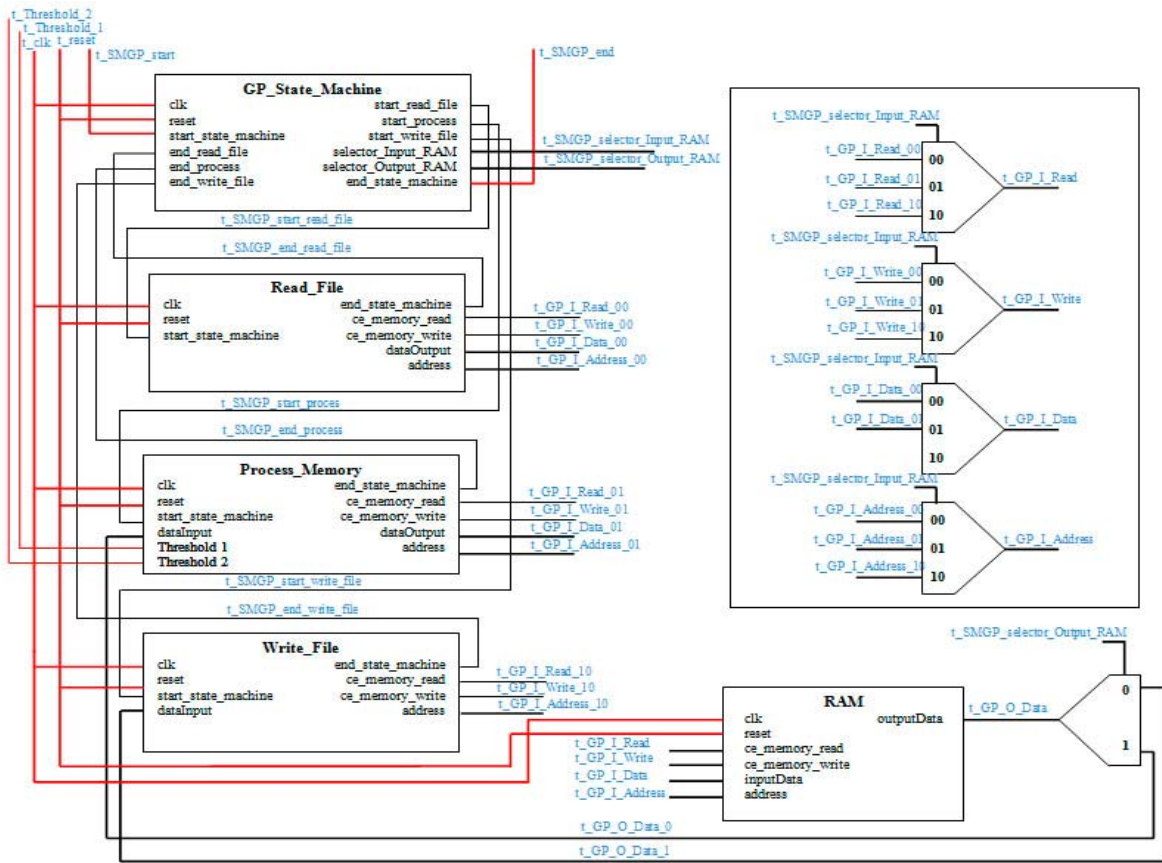 t_Threshold_2
t_Threshold_1
t_clk
t_reset
t_SMGP_start
t_SMGP_end
GP_State_Machine
clk
reset
start_state_machine
end_read_file
end_process
end_write_file
start_read_file
start_process
start_write_file
selector_Input_RAM
selector_Output_RAM
end_state_machine
t_SMGP_selector_Input_RAM
t_SMGP_selector_Output_RAM
t_SMGP_start_read_file
t_SMGP_end_read_file
Read_File
clk
reset
start_state_machine
end_state_machine
ce_memory_read
ce_memory_write
dataOutput
address
t_GP_I_Read_00
t_GP_I_Write_00
t_GP_I_Data_00
t_GP_I_Address_00
t_SMGP_start_proces
t_SMGP_end_process
Process_Memory
clk
reset
start_state_machine
dataInput
Threshold 1
Threshold 2
end_state_machine
ce_memory_read
ce_memory_write
dataOutput
address
t_GP_I_Read_01
t_GP_I_Write_01
t_GP_I_Data_01
t_GP_I_Address_01
t_SMGP_start_write_file
t_SMGP_end_write_file
Write_File
clk
reset
start_state_machine
dataInput
end_state_machine
ce_memory_read
ce_memory_write
address
t_GP_I_Read_10
t_GP_I_Write_10
t_GP_I_Address_10
t_SMGP_selector_Input_RAM
t_GP_I_Read_00
t_GP_I_Read_01
t_GP_I_Read_10
00
01
10
t_GP_I_Read
t_SMGP_selector_Input_RAM
t_GP_I_Write_00
t_GP_I_Write_01
t_GP_I_Write_10
00
01
10
t_GP_I_Write
t_SMGP_selector_Input_RAM
t_GP_I_Data_00
t_GP_I_Data_01
00
01
10
t_GP_I_Data
t_SMGP_selector_Input_RAM
t_GP_I_Address_00
t_GP_I_Address_01
t_GP_I_Address_10
00
01
10
t_GP_I_Address
t_SMGP_selector_Output_RAM
RAM
clk
reset
ce_memory_read
ce_memory_write
inputData
address
outputData
t_GP_I_Read
t_GP_I_Write
t_GP_I_Data
t_GP_I_Address
t_GP_O_Data
0
1
t_GP_O_Data_0
t_GP_O_Data_1